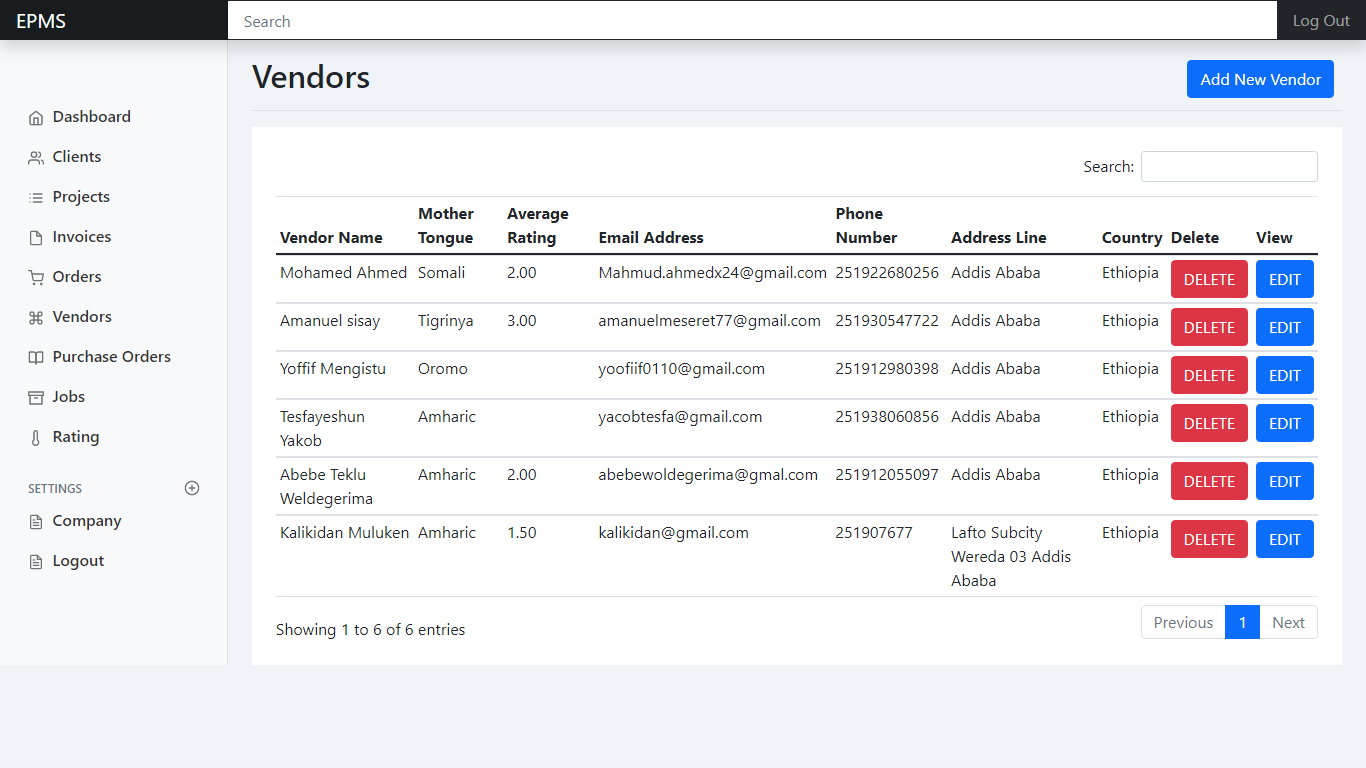 EPMS
Search
Log Out
Dashboard
Clients
Projects
Invoices
Orders
Vendors
Purchase Orders
Jobs
Rating
SETTINGS
Company
Logout
Vendors
Add New Vendor
Search:
Vendor Name Mother Tongue Average Rating Email Address Phone Number Address Line Country Delete View
Mohamed Ahmed Somali 2.00 Mahmud.ahmedx24@gmail.com 251922680256 Addis Ababa Ethiopia DELETE EDIT
Amanuel sisay Tigrinya 3.00 amanuelmeseret77@gmail.com 251930547722 Addis Ababa Ethiopia DELETE EDIT
Yoffif Mengistu Oromo yoofiif0110@gmail.com 251912980398 Addis Ababa Ethiopia DELETE EDIT
Tesfayeshun Yakob Amharic yacobtesfa@gmail.com 251938060856 Addis Ababa Ethiopia DELETE EDIT
Abebe Teklu Weldegerima Amharic 2.00 abebewoldegerima@gmal.com 251912055097 Addis Ababa Ethiopia DELETE EDIT
Kalikidan Muluken Amharic 1.50 kalikidan@gmail.com 251907677 Lafto Subcity Wereda 03 Addis Ababa Ethiopia DELETE EDIT
Showing 1 to 6 of 6 entries
Previous 1 Next